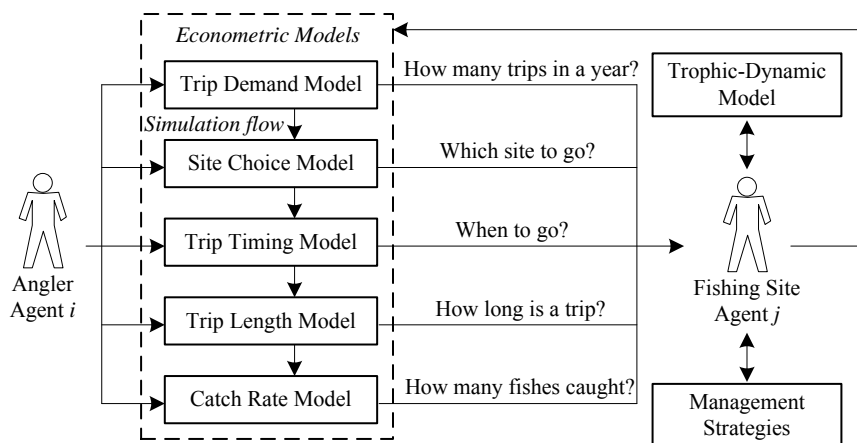 Econometric Models
Trip Demand Model
How many trips in a year?
Trophic-Dynamic
Model
Simulation flow
Site Choice Model
Which site to go?
Trip Timing Model
When to go?
Angler
Agent i
Fishing Site
Agent j
Trip Length Model
How long is a trip?
Catch Rate Model
How many fishes caught?
Management
Strategies